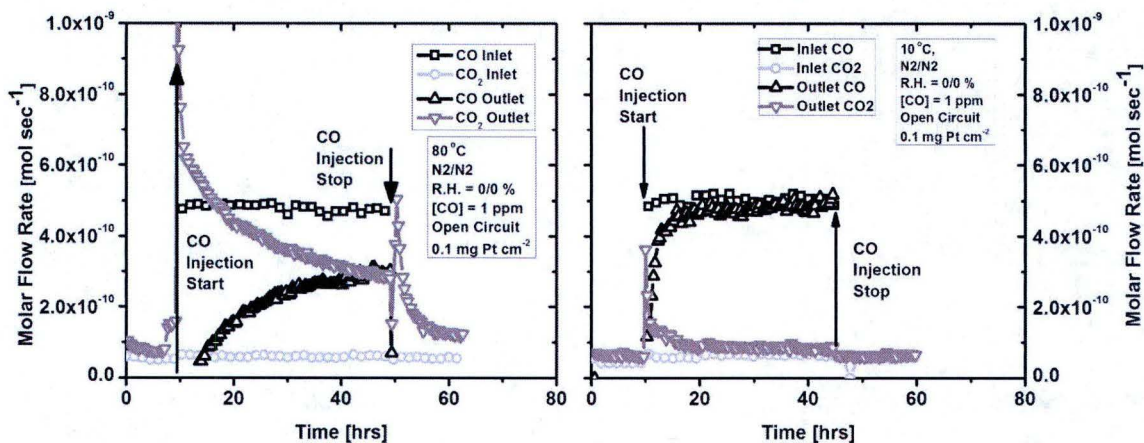 Molar Flow Rate [mol sec⁻¹]
1.0x10⁻⁹
8.0x10⁻¹⁰
6.0x10⁻¹⁰
4.0x10⁻¹⁰
2.0x10⁻¹⁰
0.0
0 20 40 60 80
Time [hrs]
CO Inlet
CO₂ Inlet
CO Outlet
CO₂ Outlet
80°C
N2/N2
R.H. = 0/0 %
[CO] = 1 ppm
Open Circuit
0.1 mg Pt cm⁻²
CO
Injection
Stop
CO
Injection
Start
CO
Injection
Start
Inlet CO
Inlet CO2
Outlet CO
Outlet CO2
10°C,
N2/N2
R.H. = 0/0 %
[CO] = 1 ppm
Open Circuit
0.1 mg Pt cm⁻²
CO
Injection
Stop
0 20 40 60 80
Time [hrs]
1.0x10⁻⁹
8.0x10⁻¹⁰
6.0x10⁻¹⁰
4.0x10⁻¹⁰
2.0x10⁻¹⁰
0.0
Molar Flow Rate [mol sec⁻¹]